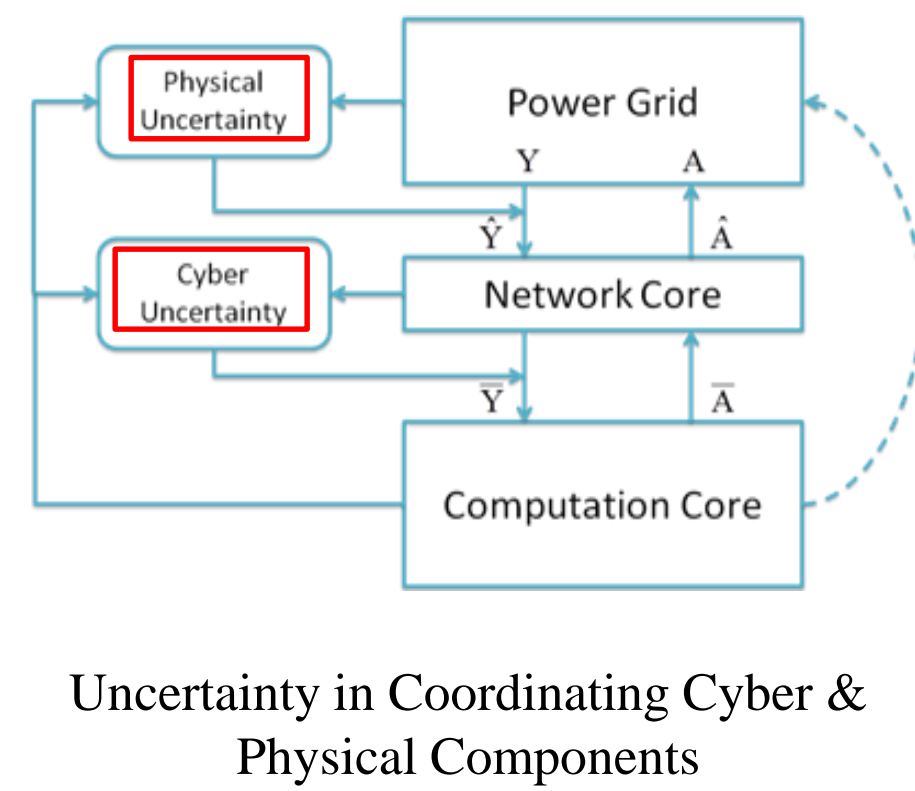 Physical
Uncertainty
Power Grid
Y
A
Ŷ
Â
Cyber
Uncertainty
Network Core
Y̅
A̅
Computation Core
Uncertainty in Coordinating Cyber &
Physical Components